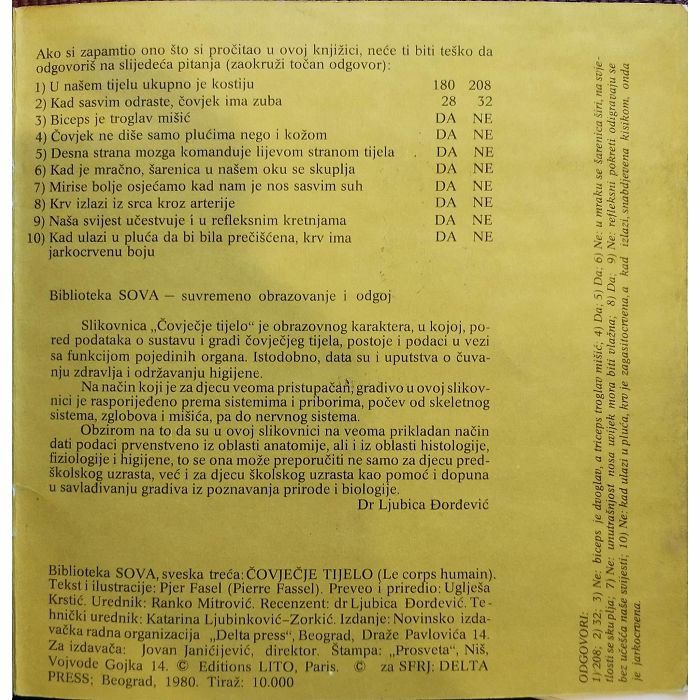 Ako si zapamtio ono što si pročitao u ovoj knjižici, neće ti biti teško da
odgovoriš na slijedeća pitanja (zaokruži točan odgovor):
1) U našem tijelu ukupno je kostiju 180 208
2) Kad sasvim odraste, čovjek ima zuba 28 32
3) Biceps je troglav mišić DA NE
4) Čovjek ne diše samo plućima nego i kožom DA NE
5) Desna strana mozga komanduje lijevom stranom tijela DA NE
6) Kad je mračno, šarenica u našem oku se skuplja DA NE
7) Mirise bolje osjećamo kad nam je nos sasvim suh DA NE
8) Krv izlazi iz srca kroz arterije DA NE
9) Naša svijest učestvuje i u refleksnim kretnjama DA NE
10) Kad ulazi u pluća da bi bila prečišćena, krv ima DA NE
jarkocrvenu boju
Biblioteka SOVA – suvremeno obrazovanje i odgoj
Slikovnica „Čovječje tijelo" je obrazovnog karaktera, u kojoj, po-
red podataka o sustavu i građi čovječjeg tijela, postoje i podaci u vezi
sa funkcijom pojedinih organa. Istodobno, data su i uputstva o čuva-
nju zdravlja i održavanju higijene.
Na način koji je za djecu veoma pristupačan, gradivo u ovoj slikov-
nici je raspoređeno prema sistemima i priborima, počev od skeletnog
sistema, zglobova i mišića, pa do nervnog sistema.
Obzirom na to da su u ovoj slikovnici na veoma prikladan način
dati podaci prvenstveno iz oblasti anatomije, ali i iz oblasti histologije,
fiziologije i higijene, to se ona može preporučiti ne samo za djecu pred-
školskog uzrasta, već i za djecu školskog uzrasta kao pomoć i dopuna
u savlađivanju gradiva iz poznavanja prirode i biologije.
Dr Ljubica Đorđević
Biblioteka SOVA, sveska treća: ČOVJEČJE TIJELO (Le corps humain).
Tekst i ilustracije: Pjer Fasel (Pierre Fassel). Preveo i priredio: Uglješa
Krstić. Urednik: Ranko Mitrović. Recenzent: dr Ljubica Đorđević. Te-
hnički urednik: Katarina Ljubinković–Zorkić. Izdanje: Novinsko izda-
vačka radna organizacija „Delta press", Beograd, Draže Pavlovića 14.
Za izdavača: Jovan Janićijević, direktor. Štampa: „Prosveta", Niš,
Vojvode Gojka 14. © Editions LITO, Paris. © za SFRJ: DELTA
PRESS; Beograd, 1980. Tiraž: 10.000
ODGOVORI:
1) 208; 2) 32; 3) Ne: biceps je dvoglav, a triceps troglav mišić; 4) Da; 5) Da; 6) Ne: u mraku se šarenica širi, na svje-
tlosti se skuplja; 7) Ne: unutrašnjost nosa uvijek mora biti vlažna; 8) Da; 9) Ne: refleksni pokreti odigravaju se
bez učešća naše svijesti; 10) Ne: kad ulazi u pluća, krv je zagasitocrvena, a kad izlazi, snabdjevena kisikom, onda
je jarkocrvena.